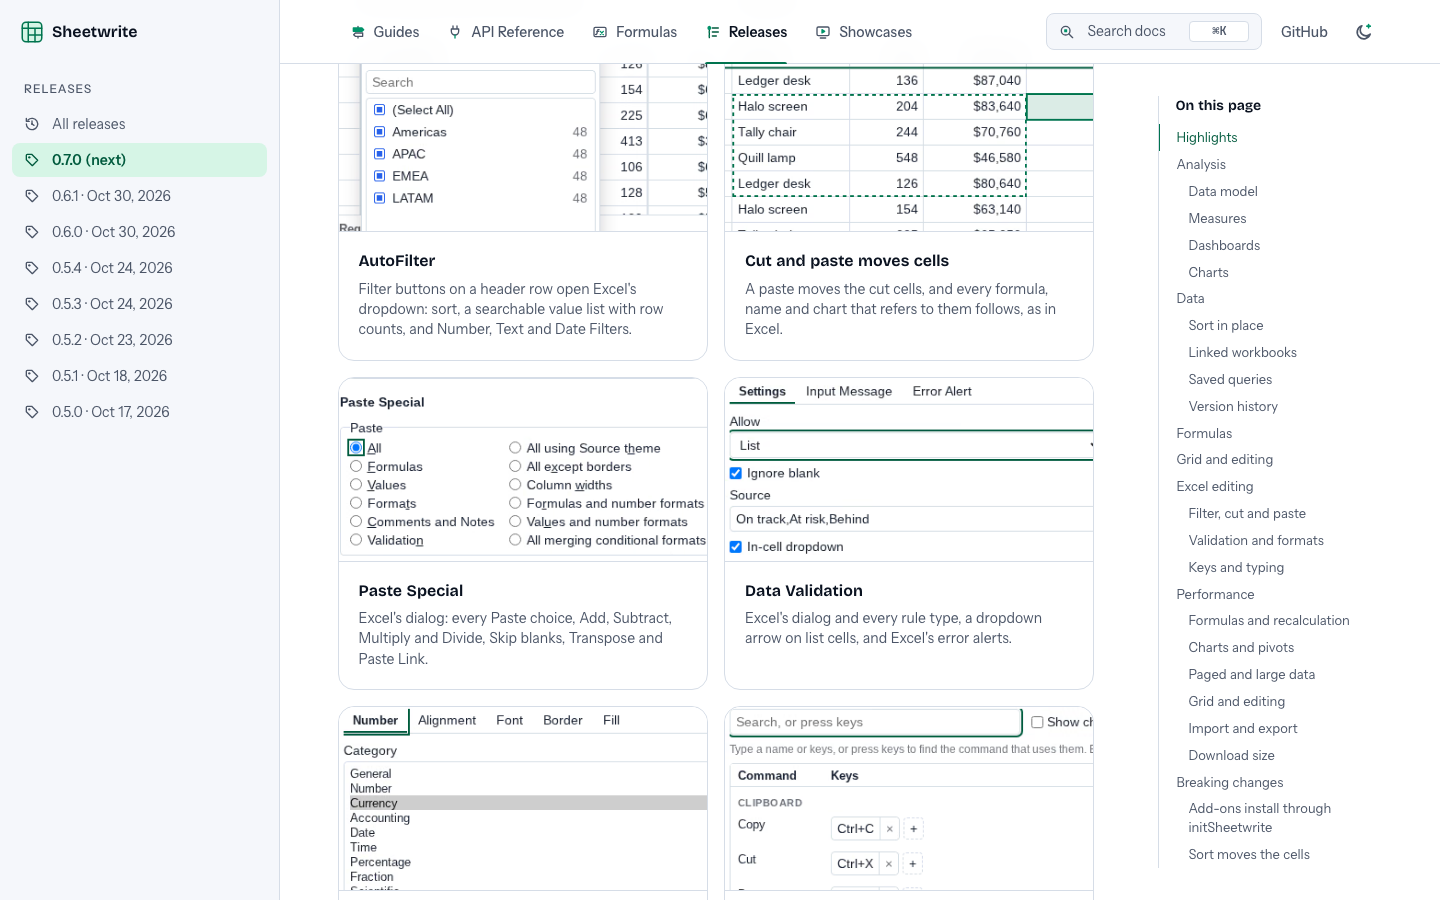 Sheetwrite
Guides
API Reference
Formulas
Releases
Showcases
Search docs
⌘K
GitHub
RELEASES
All releases
0.7.0 (next)
0.6.1 · Oct 30, 2026
0.6.0 · Oct 30, 2026
0.5.4 · Oct 24, 2026
0.5.3 · Oct 24, 2026
0.5.2 · Oct 23, 2026
0.5.1 · Oct 18, 2026
0.5.0 · Oct 17, 2026
Search
(Select All)
Americas 48
APAC 48
EMEA 48
LATAM 48
154
225
413
106
128
Reg
AutoFilter
Filter buttons on a header row open Excel's
dropdown: sort, a searchable value list with row
counts, and Number, Text and Date Filters.
Ledger desk 136 $87,040
Halo screen 204 $83,640
Tally chair 244 $70,760
Quill lamp 548 $46,580
Ledger desk 126 $80,640
Halo screen 154 $63,140
Cut and paste moves cells
A paste moves the cut cells, and every formula,
name and chart that refers to them follows, as in
Excel.
Paste Special
Paste
All
Formulas
Values
Formats
Comments and Notes
Validation
All using Source theme
All except borders
Column widths
Formulas and number formats
Values and number formats
All merging conditional formats
Paste Special
Excel's dialog: every Paste choice, Add, Subtract,
Multiply and Divide, Skip blanks, Transpose and
Paste Link.
Settings
Input Message
Error Alert
Allow
List
Ignore blank
Source
On track,At risk,Behind
In-cell dropdown
Data Validation
Excel's dialog and every rule type, a dropdown
arrow on list cells, and Excel's error alerts.
Number
Alignment
Font
Border
Fill
Category
General
Number
Currency
Accounting
Date
Time
Percentage
Fraction
Search, or press keys
Show ch
Type a name or keys, or press keys to find the command that uses them.
Command Keys
CLIPBOARD
Copy Ctrl+C × +
Cut Ctrl+X × +
On this page
Highlights
Analysis
Data model
Measures
Dashboards
Charts
Data
Sort in place
Linked workbooks
Saved queries
Version history
Formulas
Grid and editing
Excel editing
Filter, cut and paste
Validation and formats
Keys and typing
Performance
Formulas and recalculation
Charts and pivots
Paged and large data
Grid and editing
Import and export
Download size
Breaking changes
Add-ons install through
initSheetwrite
Sort moves the cells